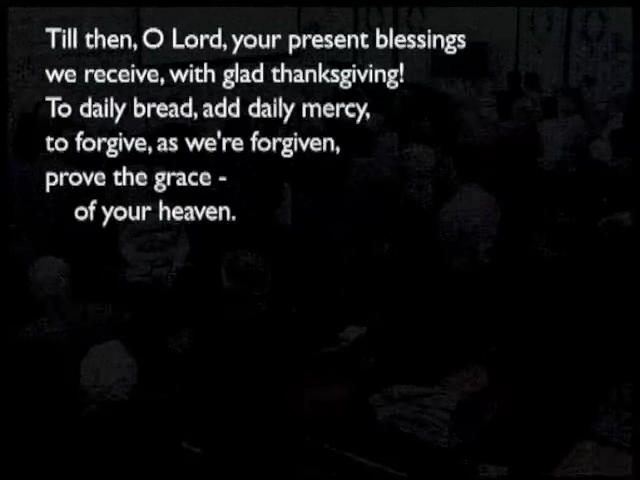 Till then, O Lord, your present blessings
we receive, with glad thanksgiving!
To daily bread, add daily mercy,
to forgive, as we're forgiven,
prove the grace -
of your heaven.